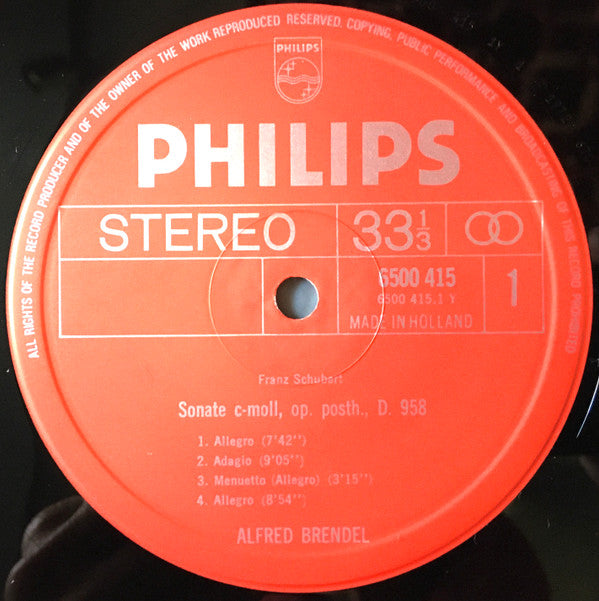 ALL RIGHTS OF THE RECORD PRODUCER AND OF THE OWNER OF THE WORK REPRODUCED RESERVED. COPYING, PUBLIC PERFORMANCE AND BROADCASTING OF THIS RECORD PROHIBITED
PHILIPS
PHILIPS
STEREO 33 1/3
6500 415 1
6500 415.1 Y
MADE IN HOLLAND
Franz Schubert
Sonate c-moll, op. posth., D. 958
1. Allegro (7'42'')
2. Adagio (9'05'')
3. Menuetto (Allegro) (3'15'')
4. Allegro (8'54'')
ALFRED BRENDEL